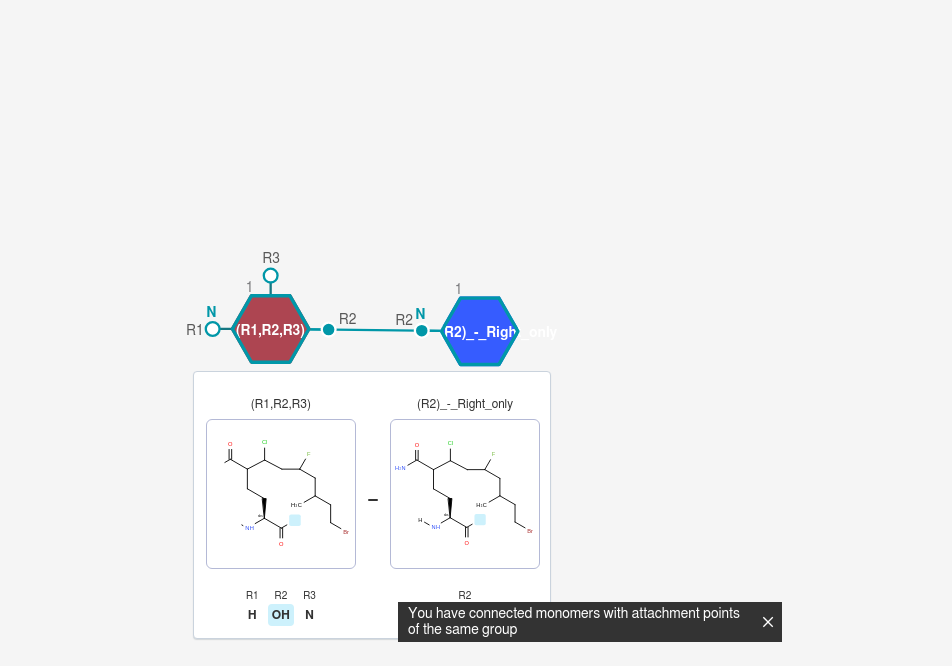 R3
1
1
N
N
R1
(R1,R2,R3)
R2
R2
R2)_-_Right_only
(R1,R2,R3)
(R2)_-_Right_only
O
Cl
F
H₃C
NH
O
Br
O
Cl
F
H₂N
H₃C
H
NH
O
Br
R1 R2 R3
H OH N
R2
You have connected monomers with attachment points
of the same group